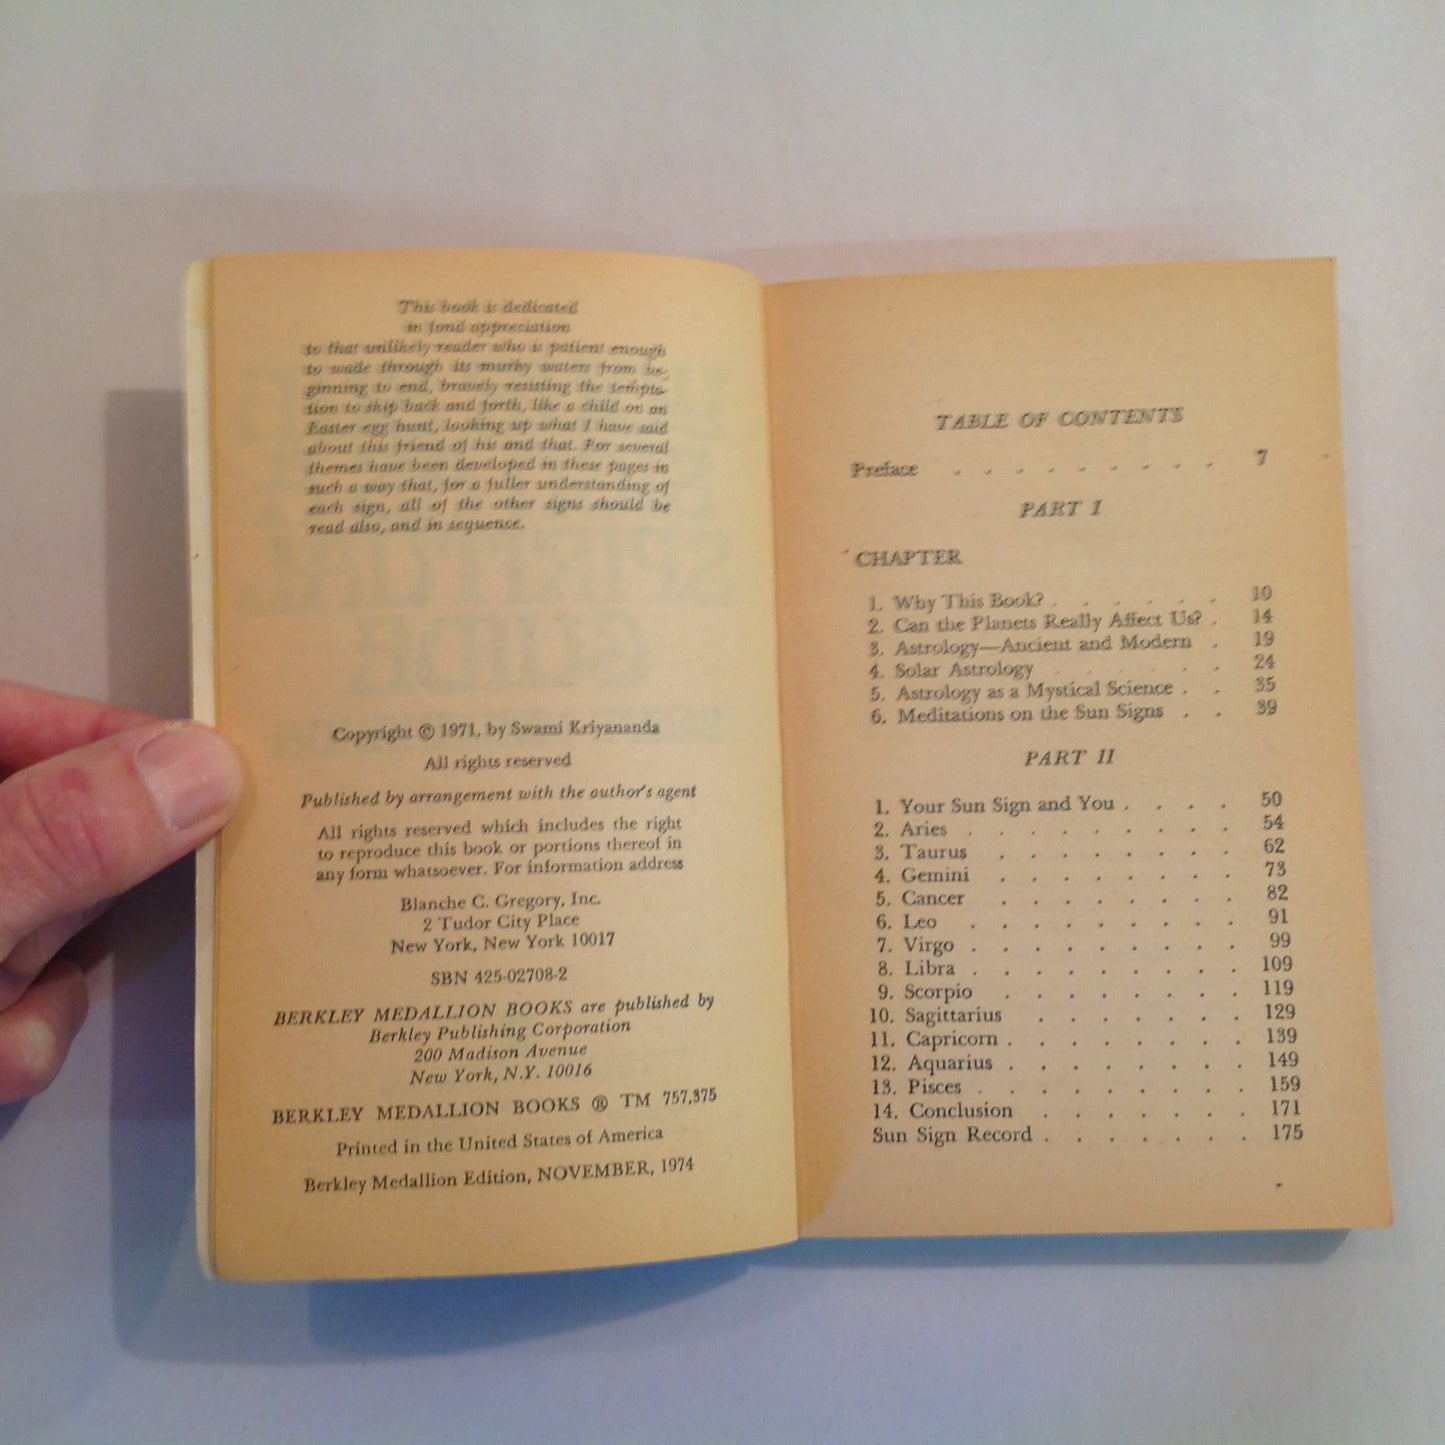 This book is dedicated
in fond appreciation
to that unlikely reader who is patient enough
to wade through its murky waters from be-
ginning to end, bravely resisting the tempta-
tion to skip back and forth, like a child on an
Easter egg hunt, looking up what I have said
about this friend of his and that. For several
themes have been developed in these pages in
such a way that, for a fuller understanding of
each sign, all of the other signs should be
read also, and in sequence.
Copyright © 1971, by Swami Kriyananda
All rights reserved
Published by arrangement with the author's agent
All rights reserved which includes the right
to reproduce this book or portions thereof in
any form whatsoever. For information address
Blanche C. Gregory, Inc.
2 Tudor City Place
New York, New York 10017
SBN 425-02708-2
BERKLEY MEDALLION BOOKS are published by
Berkley Publishing Corporation
200 Madison Avenue
New York, N.Y. 10016
BERKLEY MEDALLION BOOKS ® TM 757,375
Printed in the United States of America
Berkley Medallion Edition, NOVEMBER, 1974
TABLE OF CONTENTS
Preface . . . . . . . . . 7
PART I
CHAPTER
1. Why This Book? . . . . . . 10
2. Can the Planets Really Affect Us? . 14
3. Astrology—Ancient and Modern . 19
4. Solar Astrology . . . . . 24
5. Astrology as a Mystical Science . . 35
6. Meditations on the Sun Signs . . 39
PART II
1. Your Sun Sign and You . . . . 50
2. Aries . . . . . . . . . 54
3. Taurus . . . . . . . . 62
4. Gemini . . . . . . . . 73
5. Cancer . . . . . . . . 82
6. Leo . . . . . . . . . 91
7. Virgo . . . . . . . . . 99
8. Libra . . . . . . . . . 109
9. Scorpio . . . . . . . . 119
10. Sagittarius . . . . . . . 129
11. Capricorn . . . . . . . . 139
12. Aquarius . . . . . . . . 149
13. Pisces . . . . . . . . . 159
14. Conclusion . . . . . . . 171
Sun Sign Record . . . . . . . 175